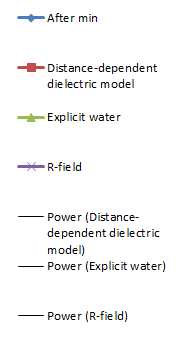 After min
Distance-dependent
dielectric model
Explicit water
R-field
Power (Distance-
dependent dielectric
model)
Power (Explicit water)
Power (R-field)